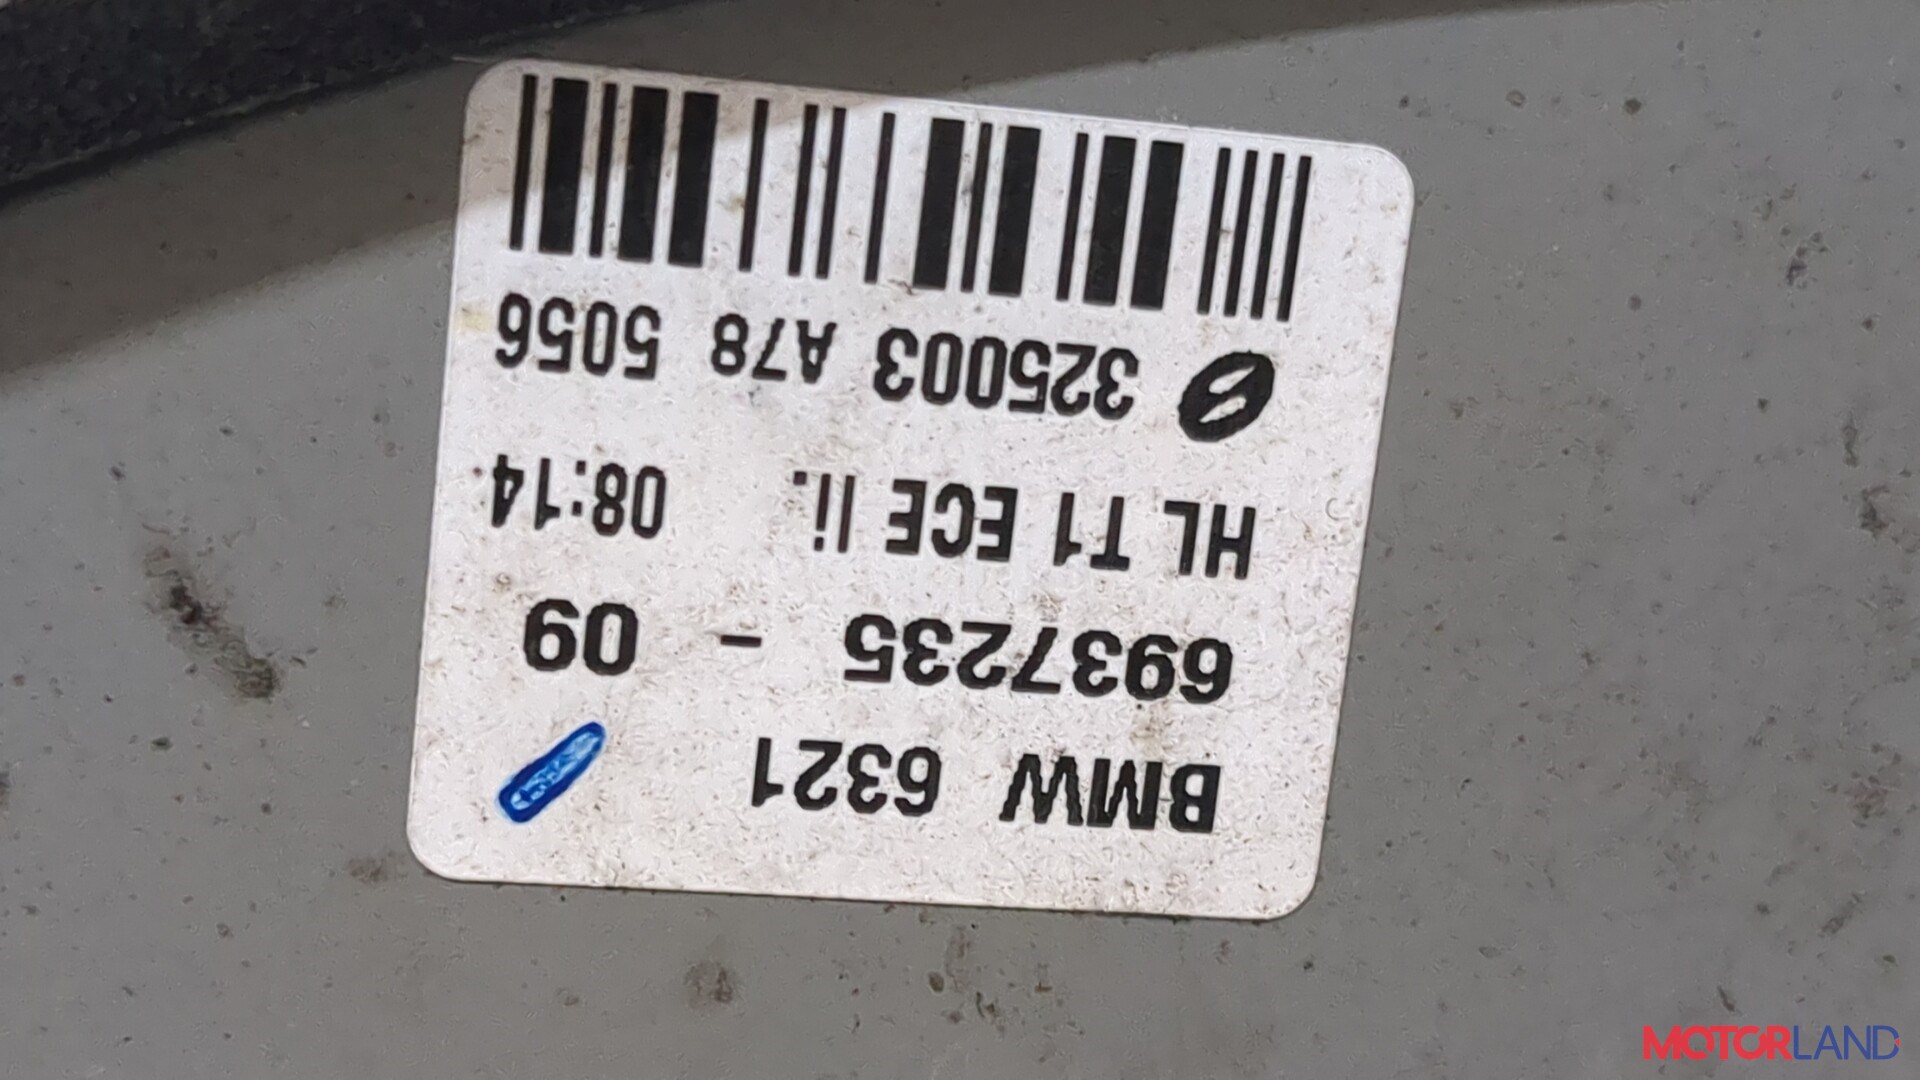 BMW 6321
6937235 - 09
HL T1 ECE li. 08:14
325003 A78 5056
MOTORLAND